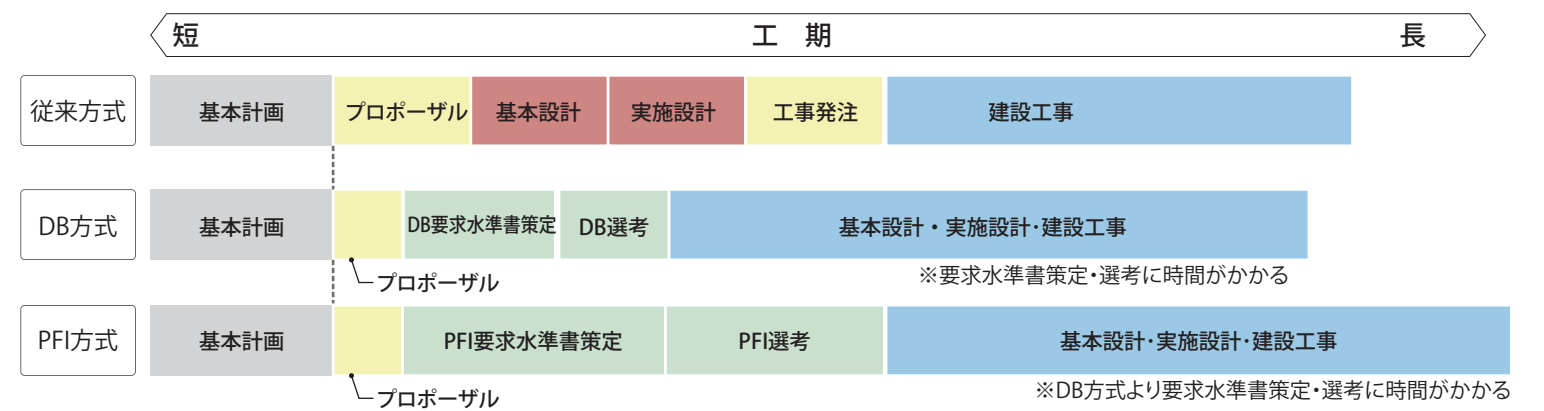 短 工 期 長
従来方式 基本計画 プロポーザル 基本設計 実施設計 工事発注 建設工事
DB方式 基本計画 DB要求水準書策定 DB選考 基本設計・実施設計・建設工事
プロポーザル ※要求水準書策定・選考に時間がかかる
PFI方式 基本計画 PFI要求水準書策定 PFI選考 基本設計・実施設計・建設工事
プロポーザル ※DB方式より要求水準書策定・選考に時間がかかる